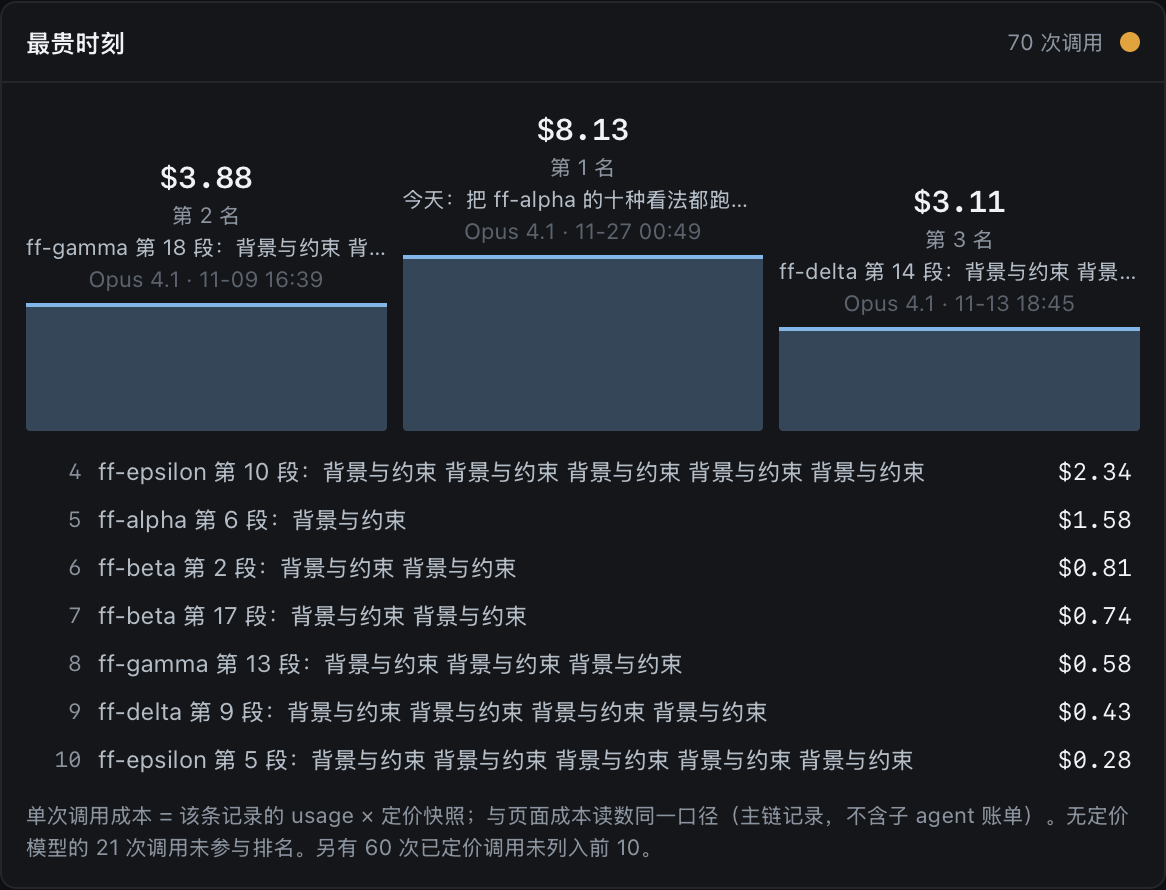 最贵时刻
70 次调用
$8.13
第 1 名
今天：把 ff-alpha 的十种看法都跑…
Opus 4.1 · 11-27 00:49
$3.88
第 2 名
ff-gamma 第 18 段：背景与约束 背…
Opus 4.1 · 11-09 16:39
$3.11
第 3 名
ff-delta 第 14 段：背景与约束 背景…
Opus 4.1 · 11-13 18:45
4 ff-epsilon 第 10 段：背景与约束 背景与约束 背景与约束 背景与约束 背景与约束 $2.34
5 ff-alpha 第 6 段：背景与约束 $1.58
6 ff-beta 第 2 段：背景与约束 背景与约束 $0.81
7 ff-beta 第 17 段：背景与约束 背景与约束 $0.74
8 ff-gamma 第 13 段：背景与约束 背景与约束 背景与约束 $0.58
9 ff-delta 第 9 段：背景与约束 背景与约束 背景与约束 背景与约束 $0.43
10 ff-epsilon 第 5 段：背景与约束 背景与约束 背景与约束 背景与约束 背景与约束 $0.28
单次调用成本 = 该条记录的 usage × 定价快照；与页面成本读数同一口径（主链记录，不含子 agent 账单）。无定价
模型的 21 次调用未参与排名。另有 60 次已定价调用未列入前 10。